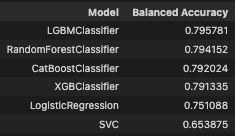 Model Balanced Accuracy
LGBMClassifier 0.795781
RandomForestClassifier 0.794152
CatBoostClassifier 0.792024
XGBClassifier 0.791335
LogisticRegression 0.751088
SVC 0.653875